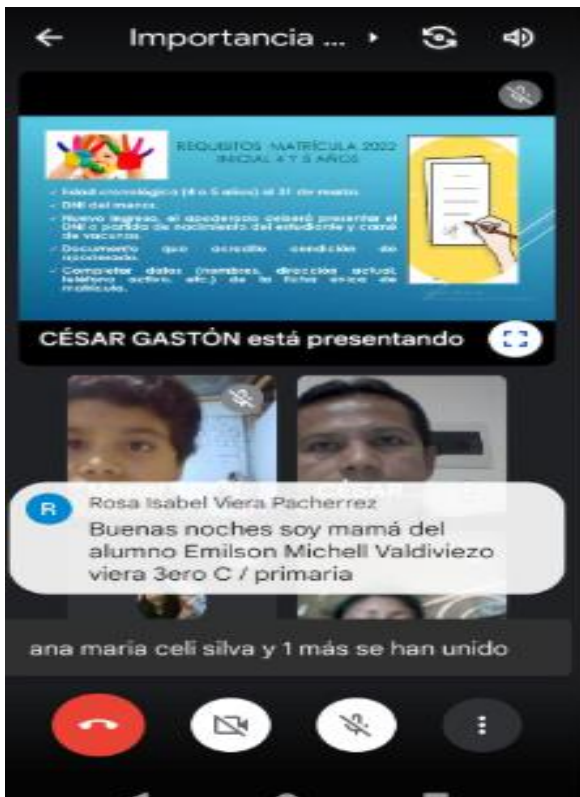 Importancia ...
REQUISITOS MATRÍCULA 2022
INICIAL 4 Y 5 AÑOS
Edad cronológica (4 o 5 años) al 31 de marzo.
DNI del menor.
Nuevo ingreso, el apoderado deberá presentar el
DNI o partida de nacimiento del estudiante y carné
de vacunas.
Documento que acredite condición de
apoderado.
Completar datos (nombres, dirección actual,
teléfono activo, etc.) de la ficha única de
matrícula.
CÉSAR GASTÓN está presentando
R
Rosa Isabel Viera Pacherrez
Buenas noches soy mamá del
alumno Emilson Michell Valdiviezo
viera 3ero C / primaria
ana maria celi silva y 1 más se han unido